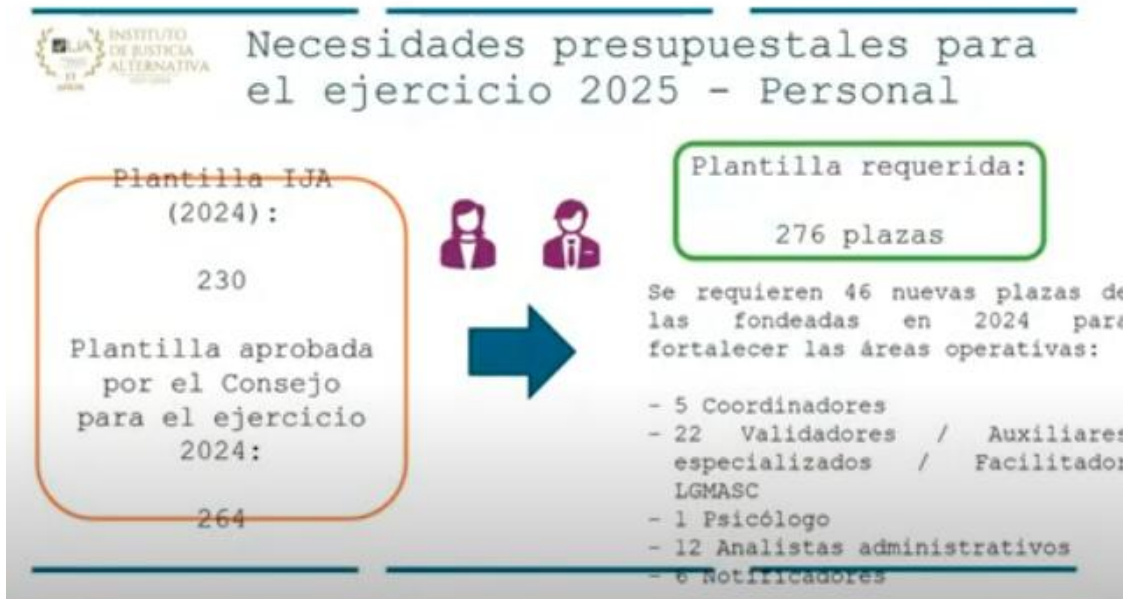 INSTITUTO
DE JUSTICIA
ALTERNATIVA
IJA
Necesidades presupuestales para
el ejercicio 2025 - Personal
Plantilla IJA
(2024):
230
Plantilla aprobada
por el Consejo
para el ejercicio
2024:
264
Plantilla requerida:
276 plazas
Se requieren 46 nuevas plazas de
las fondeadas en 2024 para
fortalecer las áreas operativas:
- 5 Coordinadores
- 22 Validadores / Auxiliares
especializados / Facilitador
LGMASC
- 1 Psicólogo
- 12 Analistas administrativos
- 6 Notificadores